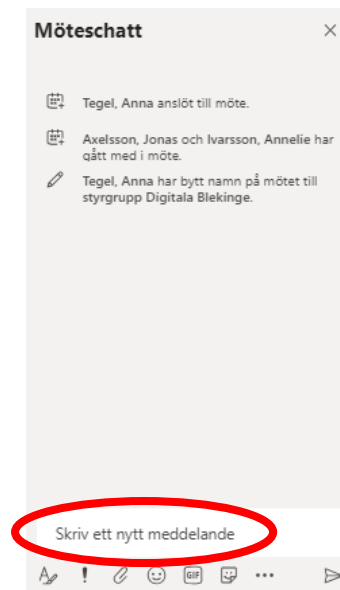 Möteschatt
Tegel, Anna anslöt till möte.
Axelsson, Jonas och Ivarsson, Annelie har
gått med i möte.
Tegel, Anna har bytt namn på mötet till
styrgrupp Digitala Blekinge.
Skriv ett nytt meddelande
GIF